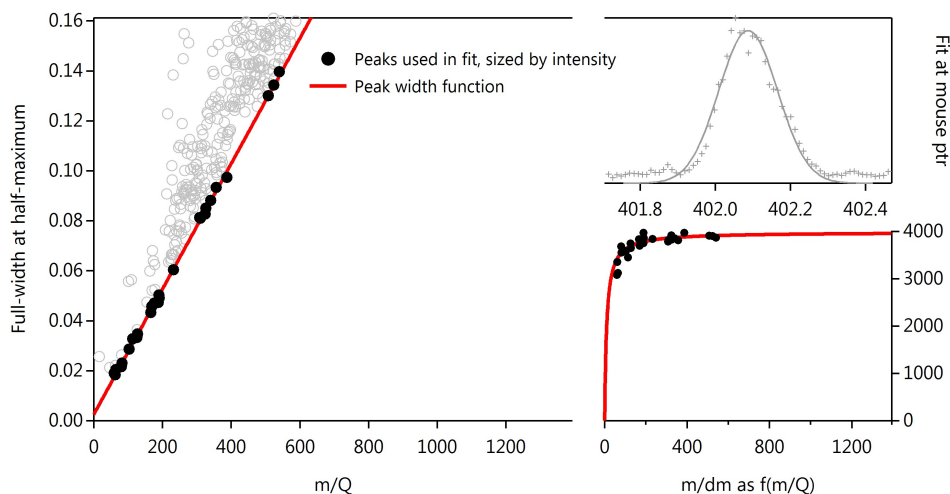 0.16
0.14
0.12
0.10
0.08
0.06
0.04
0.02
0.00
Full-width at half-maximum
0 200 400 600 800 1000 1200
m/Q
Peaks used in fit, sized by intensity
Peak width function
401.8 402.0 402.2 402.4
Fit at mouse ptr
4000
3000
2000
1000
0
0 400 800 1200
m/dm as f(m/Q)